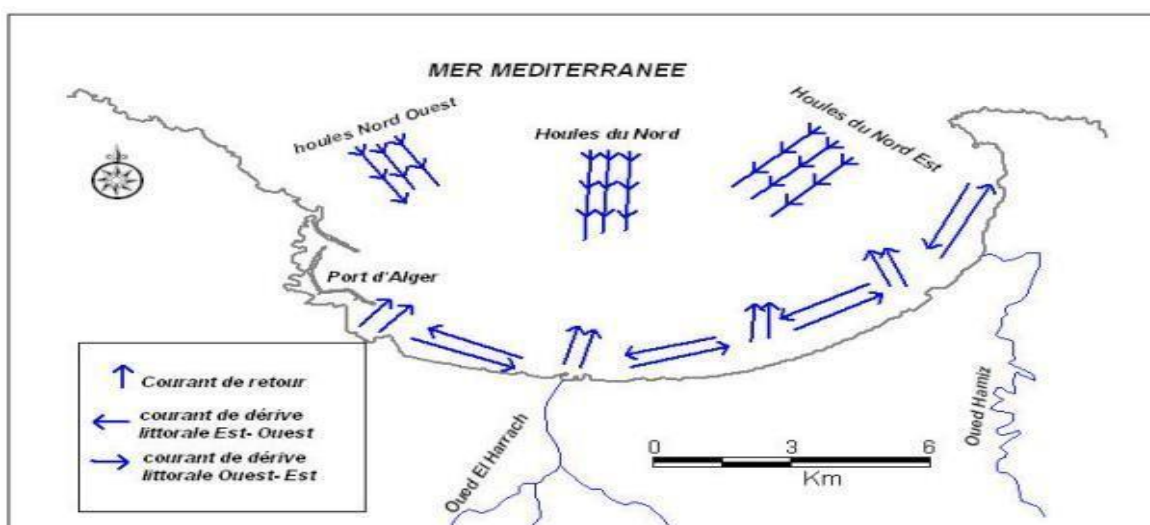 MER MEDITERRANEE
houles Nord Ouest
Houles du Nord
Houles du Nord Est
Port d'Alger
Courant de retour
courant de dérive
littorale Est- Ouest
courant de dérive
littorale Ouest- Est
Oued El Harrach
0 3 6
Km
Oued Hamiz